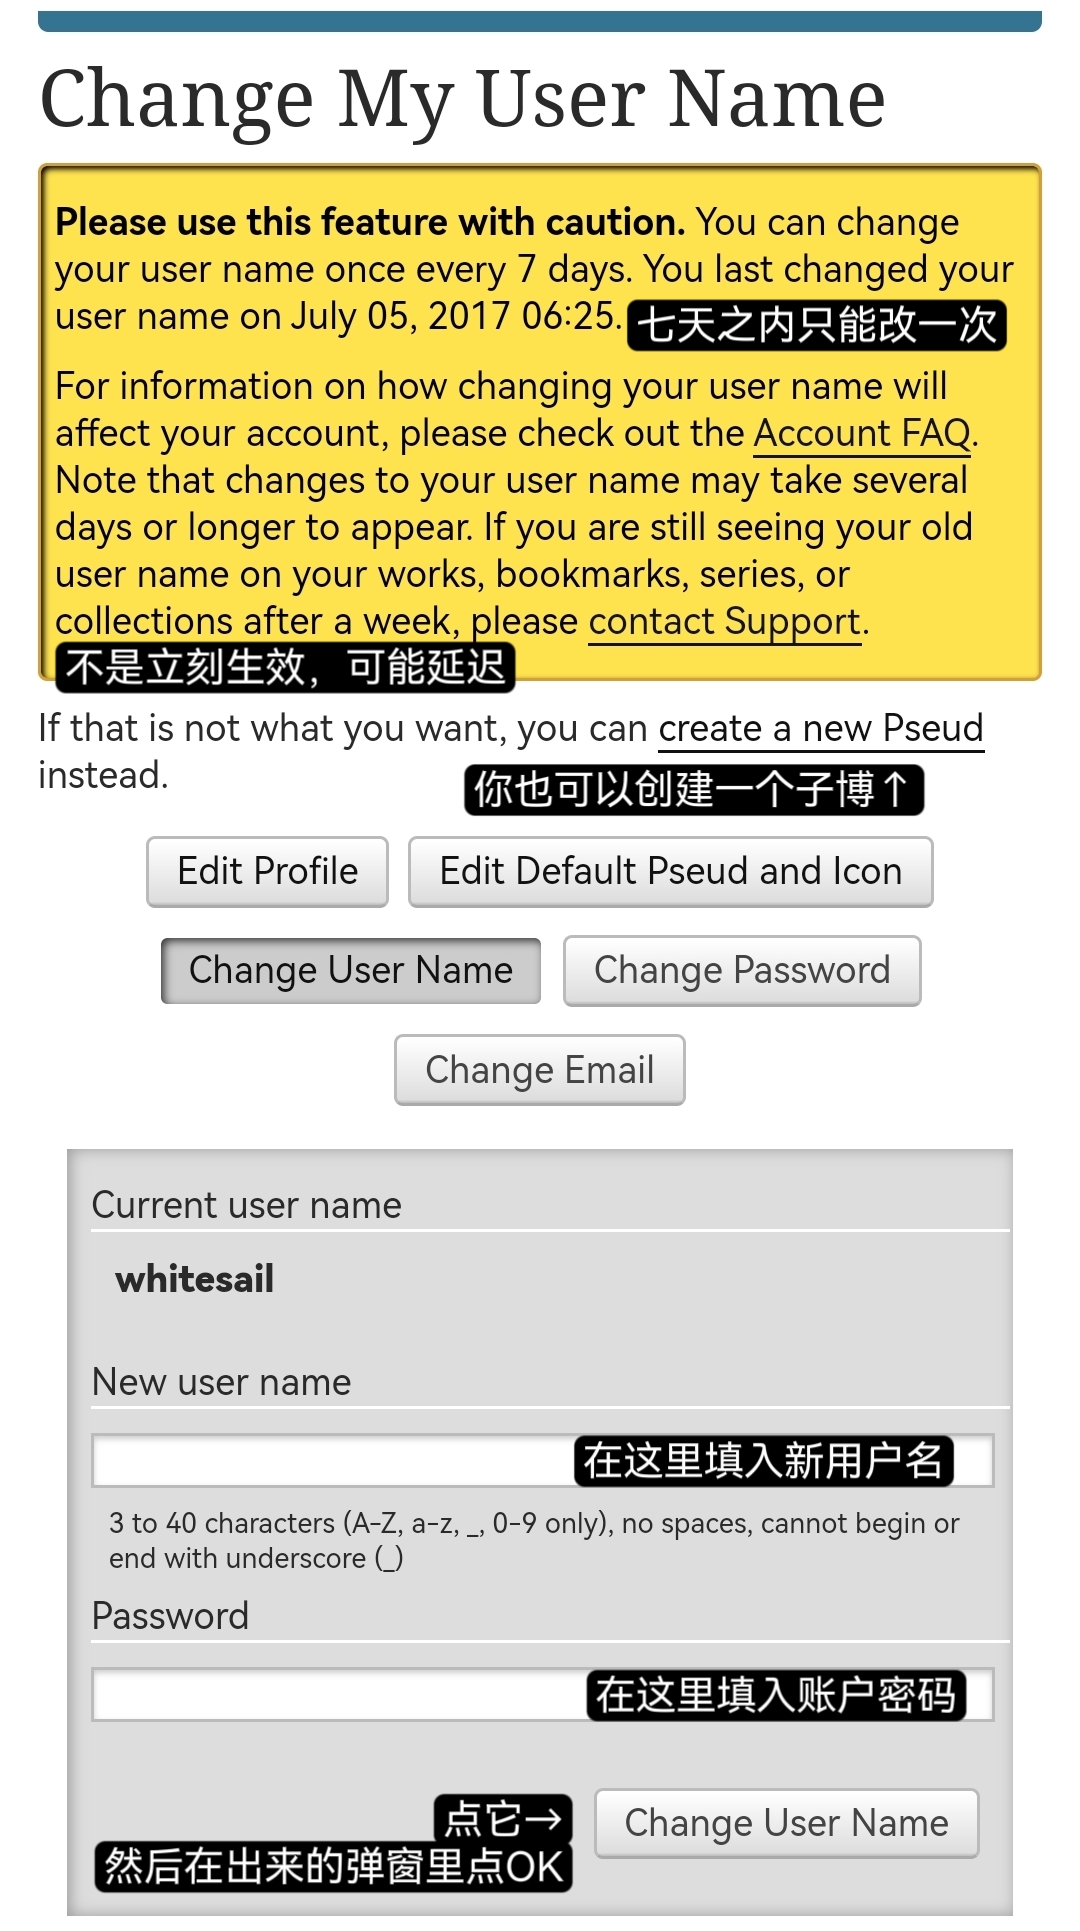 Change My User Name
Please use this feature with caution. You can change
your user name once every 7 days. You last changed your
user name on July 05, 2017 06:25.
七天之内只能改一次
For information on how changing your user name will
affect your account, please check out the Account FAQ.
Note that changes to your user name may take several
days or longer to appear. If you are still seeing your old
user name on your works, bookmarks, series, or
collections after a week, please contact Support.
不是立刻生效，可能延迟
If that is not what you want, you can create a new Pseud
instead.
你也可以创建一个子博↑
Edit Profile
Edit Default Pseud and Icon
Change User Name
Change Password
Change Email
Current user name
whitesail
New user name
在这里填入新用户名
3 to 40 characters (A-Z, a-z, _, 0-9 only), no spaces, cannot begin or
end with underscore (_)
Password
在这里填入账户密码
点它→
Change User Name
然后在出来的弹窗里点OK